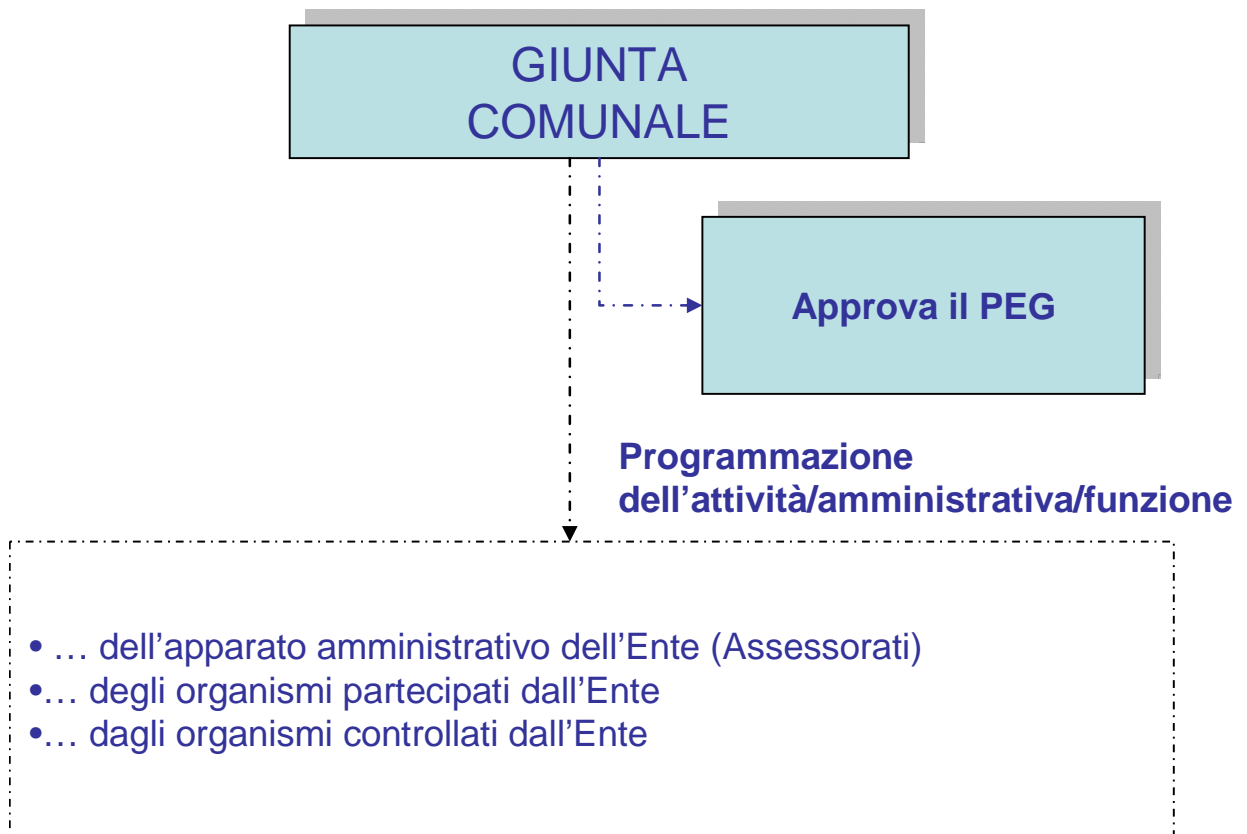 GIUNTA
COMUNALE
Approva il PEG
Programmazione
dell’attività/amministrativa/funzione
• … dell’apparato amministrativo dell’Ente (Assessorati)
•… degli organismi partecipati dall’Ente
•… dagli organismi controllati dall’Ente